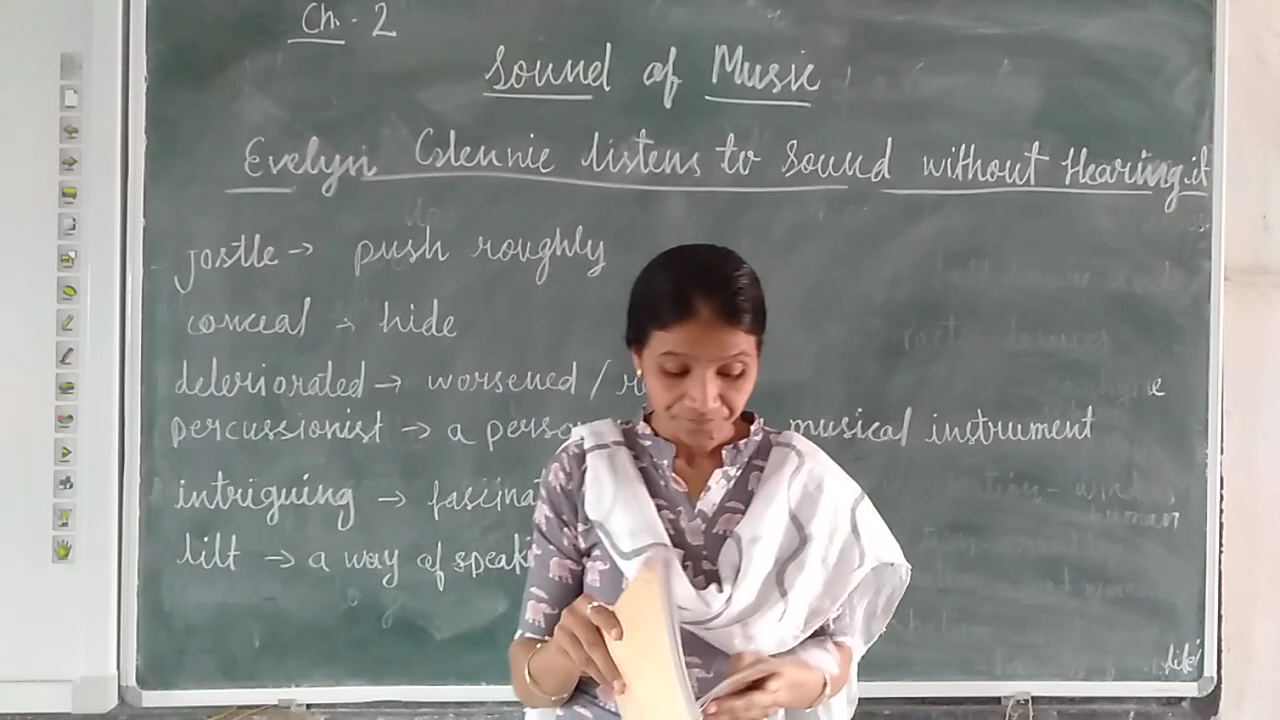 Ch. - 2
Sound of Music
Evelyn Glennie listens to sound without Hearing it
jostle → push roughly
conceal → hide
deteriorated → worsened /
percussionist → a person musical instrument
intriguing → fascinat
lilt → a way of speaki